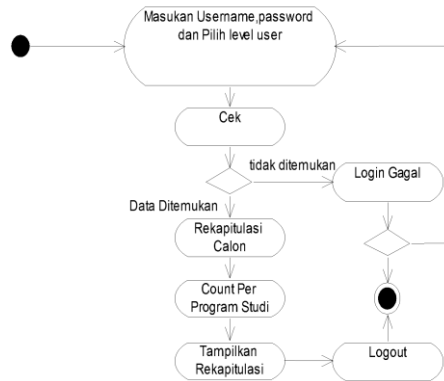 Masukan Username,password
dan Pilih level user
Cek
tidak ditemukan
Login Gagal
Data Ditemukan
Rekapitulasi
Calon
Count Per
Program Studi
Tampilkan
Rekapitulasi
Logout